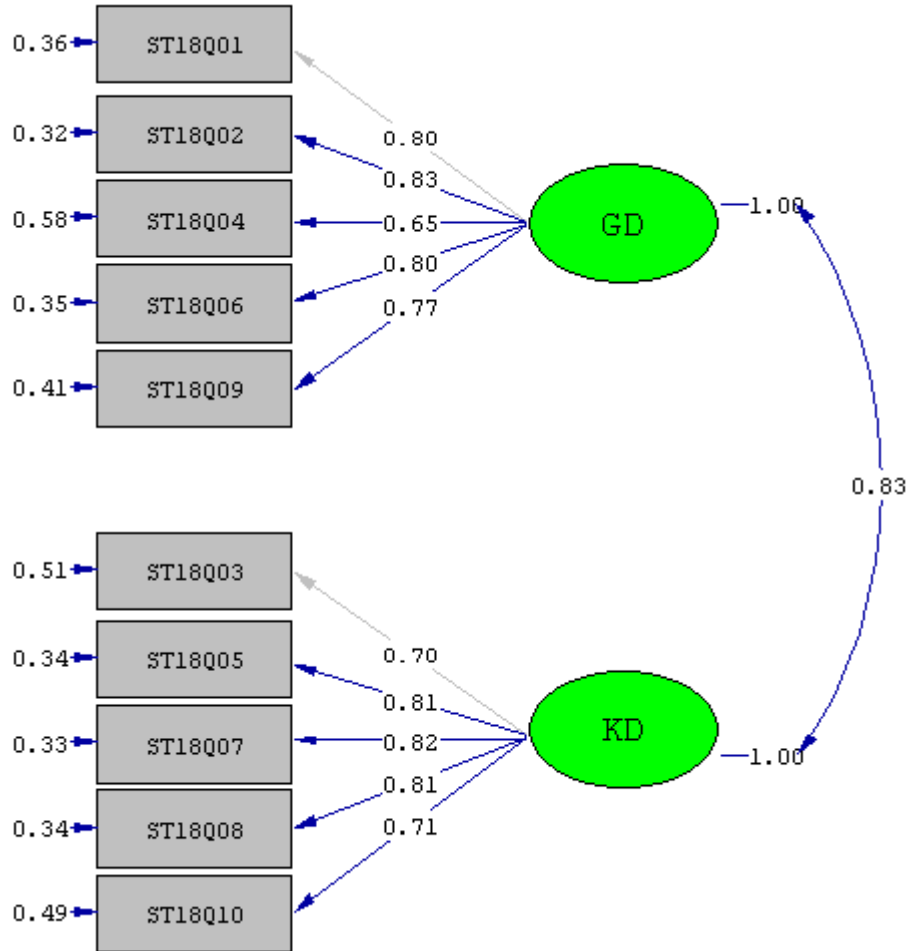 0.36 ST18Q01
0.80
0.32 ST18Q02
0.83
0.58 ST18Q04
0.65
GD
1.00
0.80
0.35 ST18Q06
0.77
0.41 ST18Q09
0.83
0.51 ST18Q03
0.70
0.34 ST18Q05
0.81
0.33 ST18Q07
0.82
KD
1.00
0.81
0.34 ST18Q08
0.71
0.49 ST18Q10